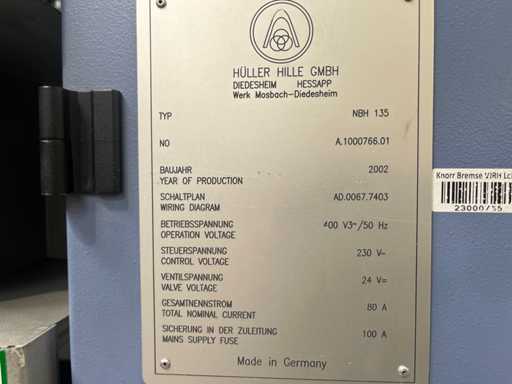 HÜLLER HILLE GMBH
DIEDESHEIM HESSAPP
Werk Mosbach-Diedesheim
TYP NBH 135
NO A.1000766.01
BAUJAHR 2002
YEAR OF PRODUCTION
SCHALTPLAN AD.0067.7403
WIRING DIAGRAM
BETRIEBSSPANNUNG 400 V3~/50 Hz
OPERATION VOLTAGE
STEUERSPANNUNG 230 V~
CONTROL VOLTAGE
VENTILSPANNUNG 24 V=
VALVE VOLTAGE
GESAMTNENNSTROM 80 A
TOTAL NOMINAL CURRENT
SICHERUNG IN DER ZULEITUNG 100 A
MAINS SUPPLY FUSE
Made in Germany
Knorr Bremse